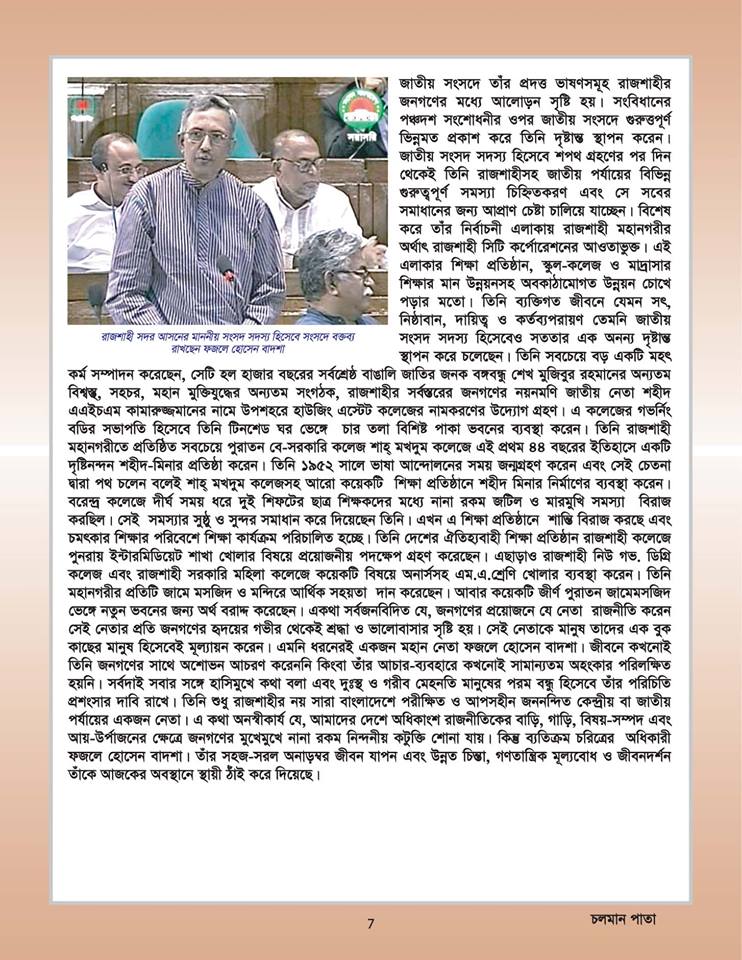 জাতীয় সংসদে তাঁর প্রদত্ত ভাষণসমূহ রাজশাহীর
জনগণের মধ্যে আলোড়ন সৃষ্টি হয়। সংবিধানের
পঞ্চদশ সংশোধনীর ওপর জাতীয় সংসদে গুরুত্তপূর্ণ
ভিন্নমত প্রকাশ করে তিনি দৃষ্টান্ত স্থাপন করেন।
জাতীয় সংসদ সদস্য হিসেবে শপথ গ্রহণের পর দিন
থেকেই তিনি রাজশাহীসহ জাতীয় পর্যায়ের বিভিন্ন
গুরুত্বপূর্ণ সমস্যা চিহ্নিতকরণ এবং সে সবের
সমাধানের জন্য আপ্রাণ চেষ্টা চালিয়ে যাচ্ছেন। বিশেষ
করে তাঁর নির্বাচনী এলাকায় রাজশাহী মহানগরীর
অর্থাৎ রাজশাহী সিটি কর্পোরেশনের আওতাভুক্ত। এই
এলাকার শিক্ষা প্রতিষ্ঠান, স্কুল-কলেজ ও মাদ্রাসার
শিক্ষার মান উন্নয়নসহ অবকাঠামোগত উন্নয়ন চোখে
পড়ার মতো। তিনি ব্যক্তিগত জীবনে যেমন সৎ,
নিষ্ঠাবান, দায়িত্ব ও কর্তব্যপরায়ণ তেমনি জাতীয়
সংসদ সদস্য হিসেবেও সততার এক অনন্য দৃষ্টান্ত
স্থাপন করে চলেছেন। তিনি সবচেয়ে বড় একটি মহৎ
রাজশাহী সদর আসনের মাননীয় সংসদ সদস্য হিসেবে সংসদে বক্তব্য
রাখছেন ফজলে হোসেন বাদশা
কর্ম সম্পাদন করেছেন, সেটি হল হাজার বছরের সর্বশ্রেষ্ঠ বাঙালি জাতির জনক বঙ্গবন্ধু শেখ মুজিবুর রহমানের অন্যতম
বিশ্বস্ত, সহচর, মহান মুক্তিযুদ্ধের অন্যতম সংগঠক, রাজশাহীর সর্বস্তরের জনগণের নয়নমণি জাতীয় নেতা শহীদ
এএইচএম কামারুজ্জমানের নামে উপশহরে হাউজিং এস্টেট কলেজের নামকরণের উদ্যোগ গ্রহণ। এ কলেজের গভর্নিং
বডির সভাপতি হিসেবে তিনি টিনশেড ঘর ভেঙ্গে চার তলা বিশিষ্ট পাকা ভবনের ব্যবস্থা করেন। তিনি রাজশাহী
মহানগরীতে প্রতিষ্ঠিত সবচেয়ে পুরাতন বে-সরকারি কলেজ শাহ্ মখদুম কলেজে এই প্রথম ৪৪ বছরের ইতিহাসে একটি
দৃষ্টিনন্দন শহীদ-মিনার প্রতিষ্ঠা করেন। তিনি ১৯৫২ সালে ভাষা আন্দোলনের সময় জন্মগ্রহণ করেন এবং সেই চেতনা
দ্বারা পথ চলেন বলেই শাহ্ মখদুম কলেজসহ আরো কয়েকটি শিক্ষা প্রতিষ্ঠানে শহীদ মিনার নির্মাণের ব্যবস্থা করেন।
বরেন্দ্র কলেজে দীর্ঘ সময় ধরে দুই শিফটের ছাত্র শিক্ষকদের মধ্যে নানা রকম জটিল ও মারমুখি সমস্যা বিরাজ
করছিল। সেই সমস্যার সুষ্ঠু ও সুন্দর সমাধান করে দিয়েছেন তিনি। এখন এ শিক্ষা প্রতিষ্ঠানে শান্তি বিরাজ করছে এবং
চমৎকার শিক্ষার পরিবেশে শিক্ষা কার্যক্রম পরিচালিত হচ্ছে। তিনি দেশের ঐতিহ্যবাহী শিক্ষা প্রতিষ্ঠান রাজশাহী কলেজে
পুনরায় ইন্টারমিডিয়েট শাখা খোলার বিষয়ে প্রয়োজনীয় পদক্ষেপ গ্রহণ করেছেন। এছাড়াও রাজশাহী নিউ গভ. ডিগ্রি
কলেজ এবং রাজশাহী সরকারি মহিলা কলেজে কয়েকটি বিষয়ে অনার্সসহ এম.এ.শ্রেণি খোলার ব্যবস্থা করেন। তিনি
মহানগরীর প্রতিটি জামে মসজিদ ও মন্দিরে আর্থিক সহয়তা দান করেছেন। আবার কয়েকটি জীর্ণ পুরাতন জামেমসজিদ
ভেঙ্গে নতুন ভবনের জন্য অর্থ বরাদ্দ করেছেন। একথা সর্বজনবিদিত যে, জনগণের প্রয়োজনে যে নেতা রাজনীতি করেন
সেই নেতার প্রতি জনগণের হৃদয়ের গভীর থেকেই শ্রদ্ধা ও ভালোবাসার সৃষ্টি হয়। সেই নেতাকে মানুষ তাদের এক বুক
কাছের মানুষ হিসেবেই মূল্যায়ন করেন। এমনি ধরনেরই একজন মহান নেতা ফজলে হোসেন বাদশা। জীবনে কখনোই
তিনি জনগণের সাথে অশোভন আচরণ করেননি কিংবা তাঁর আচার-ব্যবহারে কখনোই সামান্যতম অহংকার পরিলক্ষিত
হয়নি। সর্বদাই সবার সঙ্গে হাসিমুখে কথা বলা এবং দুঃস্থ ও গরীব মেহনতি মানুষের পরম বন্ধু হিসেবে তাঁর পরিচিতি
প্রশংসার দাবি রাখে। তিনি শুধু রাজশাহীর নয় সারা বাংলাদেশে পরীক্ষিত ও আপসহীন জননন্দিত কেন্দ্রীয় বা জাতীয়
পর্যায়ের একজন নেতা। এ কথা অনস্বীকার্য যে, আমাদের দেশে অধিকাংশ রাজনীতিকের বাড়ি, গাড়ি, বিষয়-সম্পদ এবং
আয়-উর্পাজনের ক্ষেত্রে জনগণের মুখেমুখে নানা রকম নিন্দনীয় কটুক্তি শোনা যায়। কিন্তু ব্যতিক্রম চরিত্রের অধিকারী
ফজলে হোসেন বাদশা। তাঁর সহজ-সরল অনাড়ম্বর জীবন যাপন এবং উন্নত চিন্তা, গণতান্ত্রিক মূল্যবোধ ও জীবনদর্শন
তাঁকে আজকের অবস্থানে স্থায়ী ঠাঁই করে দিয়েছে।
7
চলমান পাতা